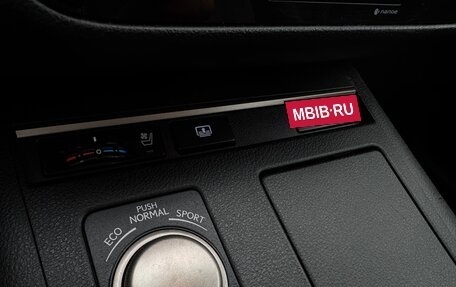 nanoe
MBIB·RU
ECO
PUSH
NORMAL
SPORT